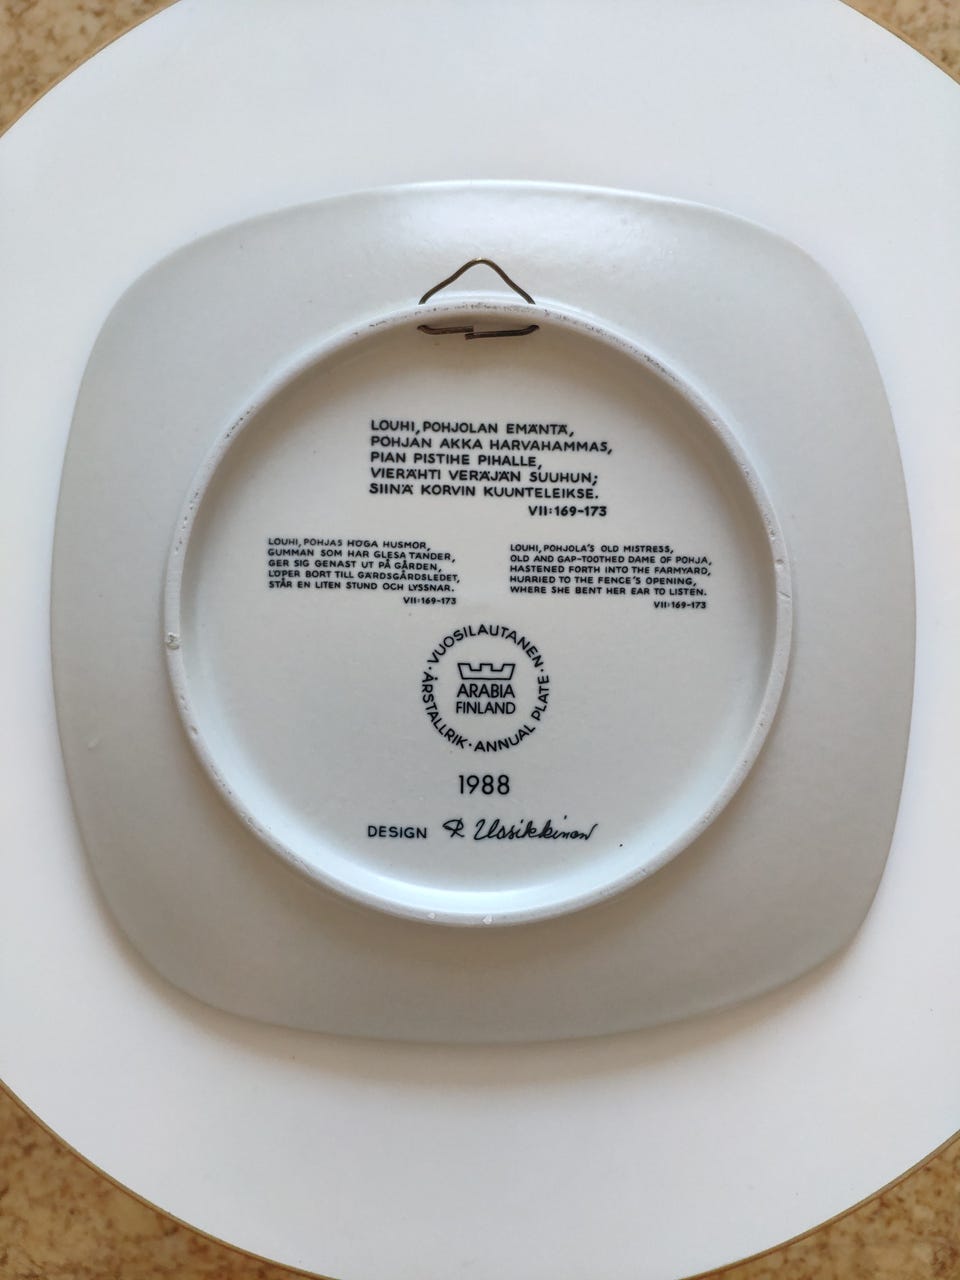 LOUHI, POHJOLAN EMÄNTÄ,
POHJAN AKKA HARVAHAMMAS,
PIAN PISTIHE PIHALLE,
VIERÄHTI VERÄJÄN SUUHUN;
SIINÄ KORVIN KUUNTELEIKSE.
VII:169-173
LOUHI, POHJAS HÖGA HUSMOR,
GUMMAN SOM HAR GLESA TÄNDER,
GER SIG GENAST UT PÅ GÅRDEN,
LÖPER BORT TILL GÄRDSGÅRDSLEDET,
STÅR EN LITEN STUND OCH LYSSNAR.
VII:169-173
LOUHI, POHJOLA'S OLD MISTRESS,
OLD AND GAP-TOOTHED DAME OF POHJA,
HASTENED FORTH INTO THE FARMYARD,
HURRIED TO THE FENCE'S OPENING,
WHERE SHE BENT HER EAR TO LISTEN.
VII:169-173
· VUOSILAUTANEN · ANNUAL PLATE · ÅRSTALLRIK
ARABIA
FINLAND
1988
DESIGN R Uosikkinen